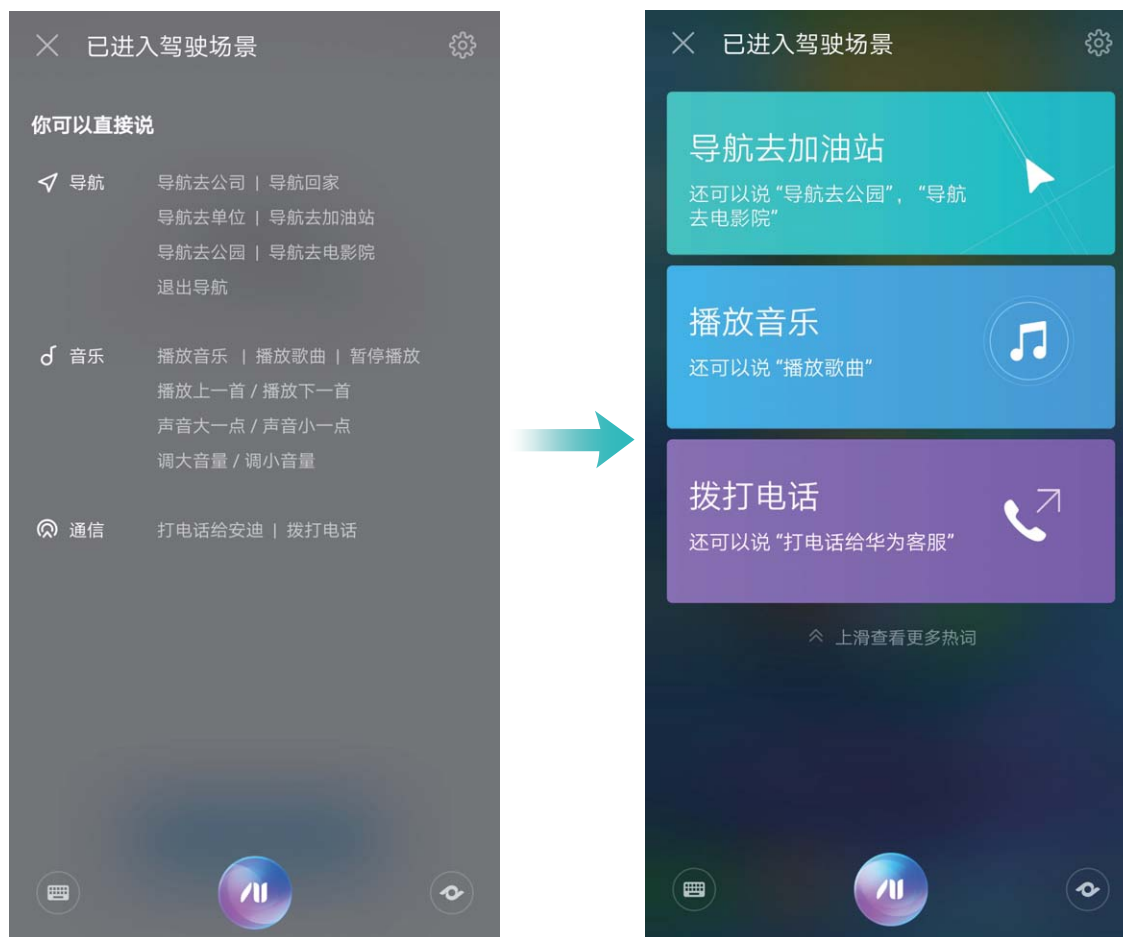 已进入驾驶场景
你可以直接说
导航 导航去公司 | 导航回家
导航去单位 | 导航去加油站
导航去公园 | 导航去电影院
退出导航
音乐 播放音乐 | 播放歌曲 | 暂停播放
播放上一首 / 播放下一首
声音大一点 / 声音小一点
调大音量 / 调小音量
通信 打电话给安迪 | 拨打电话
已进入驾驶场景
导航去加油站
还可以说 “导航去公园”, “导航
去电影院”
播放音乐
还可以说 “播放歌曲”
拨打电话
还可以说 “打电话给华为客服”
上滑查看更多热词